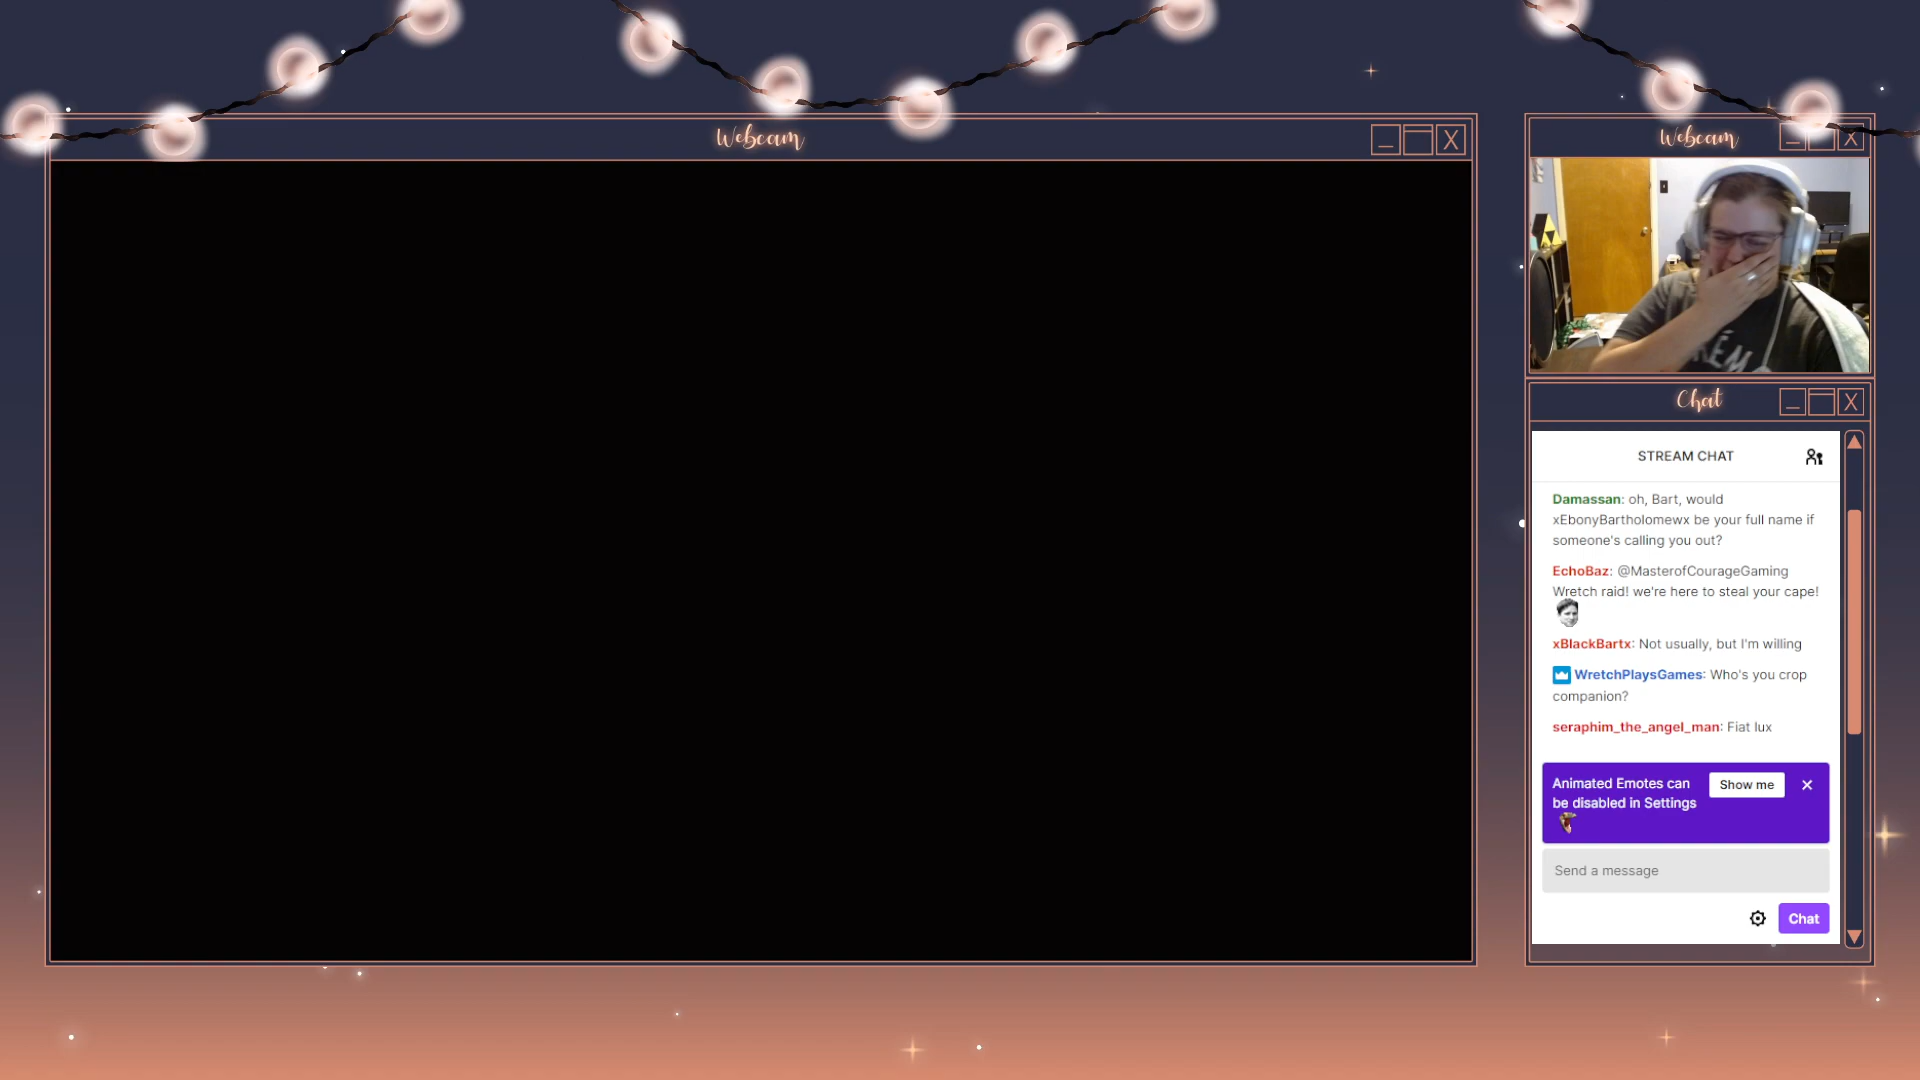 Webcam
X
Webcam
X
Chat
X
STREAM CHAT
Damassan: oh, Bart, would
xEbonyBartholomewx be your full name if
someone's calling you out?
EchoBaz: @MasterofCourageGaming
Wretch raid! we're here to steal your cape!
xBlackBartx: Not usually, but I'm willing
WretchPlaysGames: Who's you crop
companion?
seraphim_the_angel_man: Fiat lux
Animated Emotes can
be disabled in Settings
Show me
Send a message
Chat